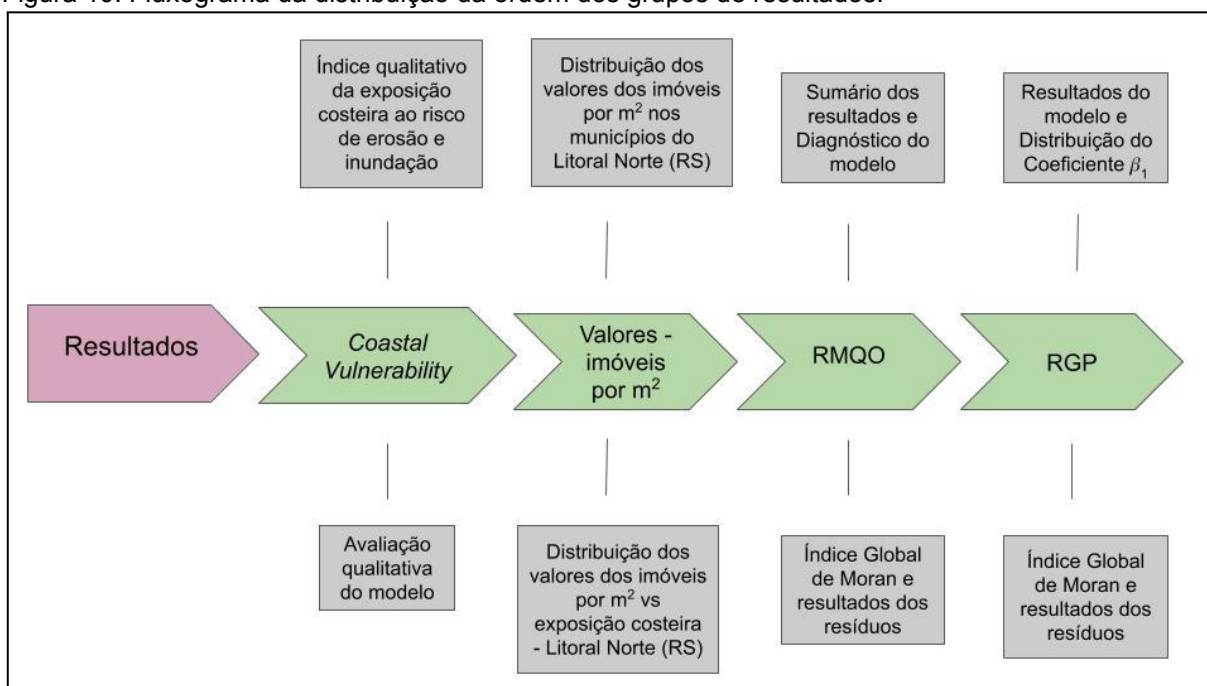 Figura 10. Fluxograma da distribuição da ordem dos grupos de resultados.
Índice qualitativo
da exposição
costeira ao risco
de erosão e
inundação
Distribuição dos
valores dos imóveis
por m² nos
municípios do
Litoral Norte (RS)
Sumário dos
resultados e
Diagnóstico do
modelo
Resultados do
modelo e
Distribuição do
Coeficiente β₁
Resultados
Coastal
Vulnerability
Valores -
imóveis
por m²
RMQO
RGP
Avaliação
qualitativa
do modelo
Distribuição dos
valores dos imóveis
por m² vs
exposição costeira
- Litoral Norte (RS)
Índice Global
de Moran e
resultados dos
resíduos
Índice Global
de Moran e
resultados dos
resíduos